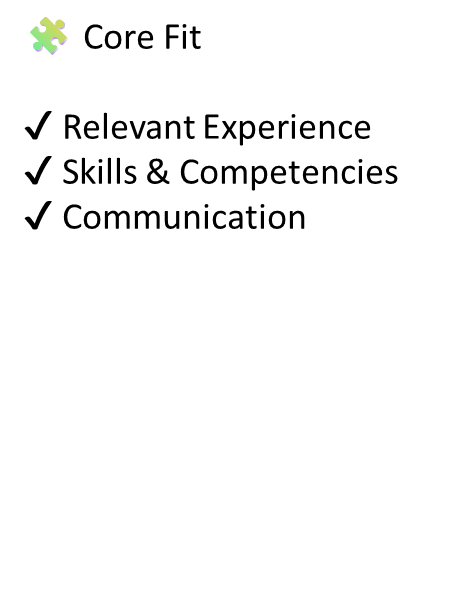 🧩 Core Fit
✔ Relevant Experience
✔ Skills & Competencies
✔ Communication